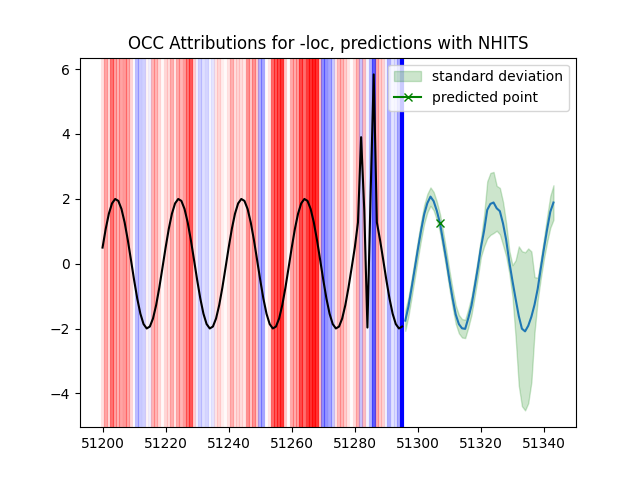 OCC Attributions for -loc, predictions with NHITS
standard deviation
predicted point
6
4
2
0
−2
−4
51200 51220 51240 51260 51280 51300 51320 51340